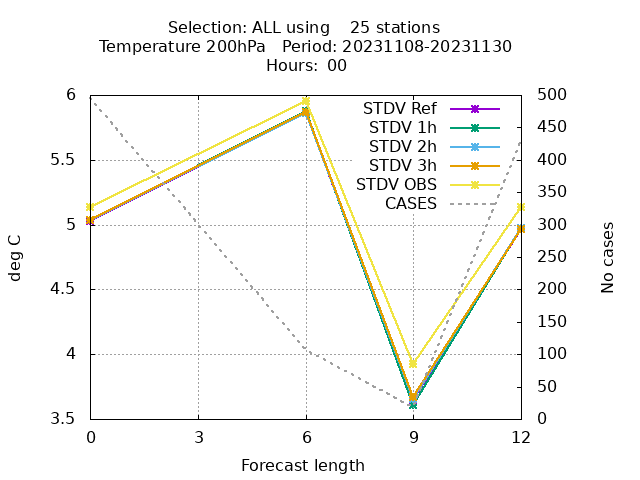 Selection: ALL using    25 stations
Temperature 200hPa   Period: 20231108-20231130
Hours: 00
STDV Ref
STDV 1h
STDV 2h
STDV 3h
STDV OBS
CASES
6
5.5
5
4.5
4
3.5
500
450
400
350
300
250
200
150
100
50
0
deg C
No cases
0 3 6 9 12
Forecast length